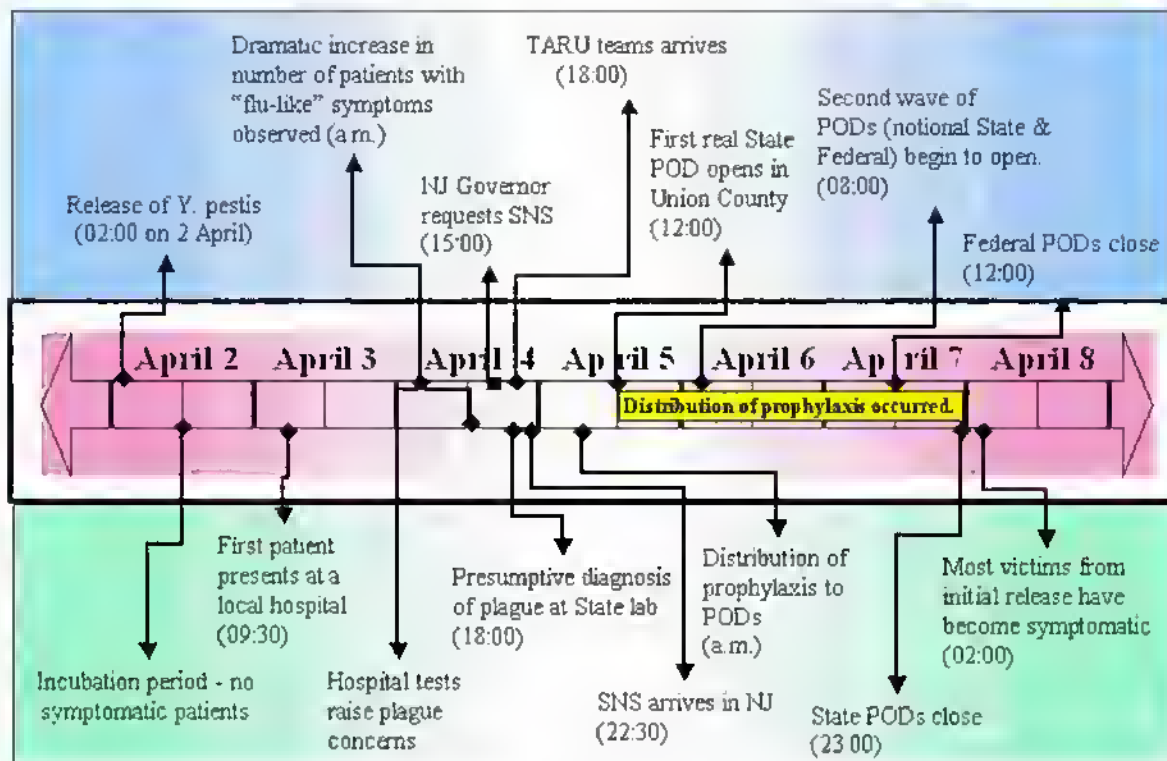 Dramatic increase in
number of patients with
"flu-like" symptoms
observed (a.m.)
TARU teams arrives
(18:00)
Second wave of
PODs (notional State &
Federal) begin to open.
(08:00)
First real State
POD opens in
Union County
(12:00)
NJ Governor
requests SNS
(15:00)
Release of Y. pestis
(02:00 on 2 April)
Federal PODs close
(12:00)
April 2
April 3
April 4
April 5
April 6
April 7
April 8
Distribution of prophylaxis occurred.
First patient
presents at a
local hospital
(09:30)
Presumptive diagnosis
of plague at State lab
(18:00)
Distribution of
prophylaxis to
PODs
(a.m.)
Most victims from
initial release have
become symptomatic
(02:00)
Incubation period - no
symptomatic patients
Hospital tests
raise plague
concerns
SNS arrives in NJ
(22:30)
State PODs close
(23:00)